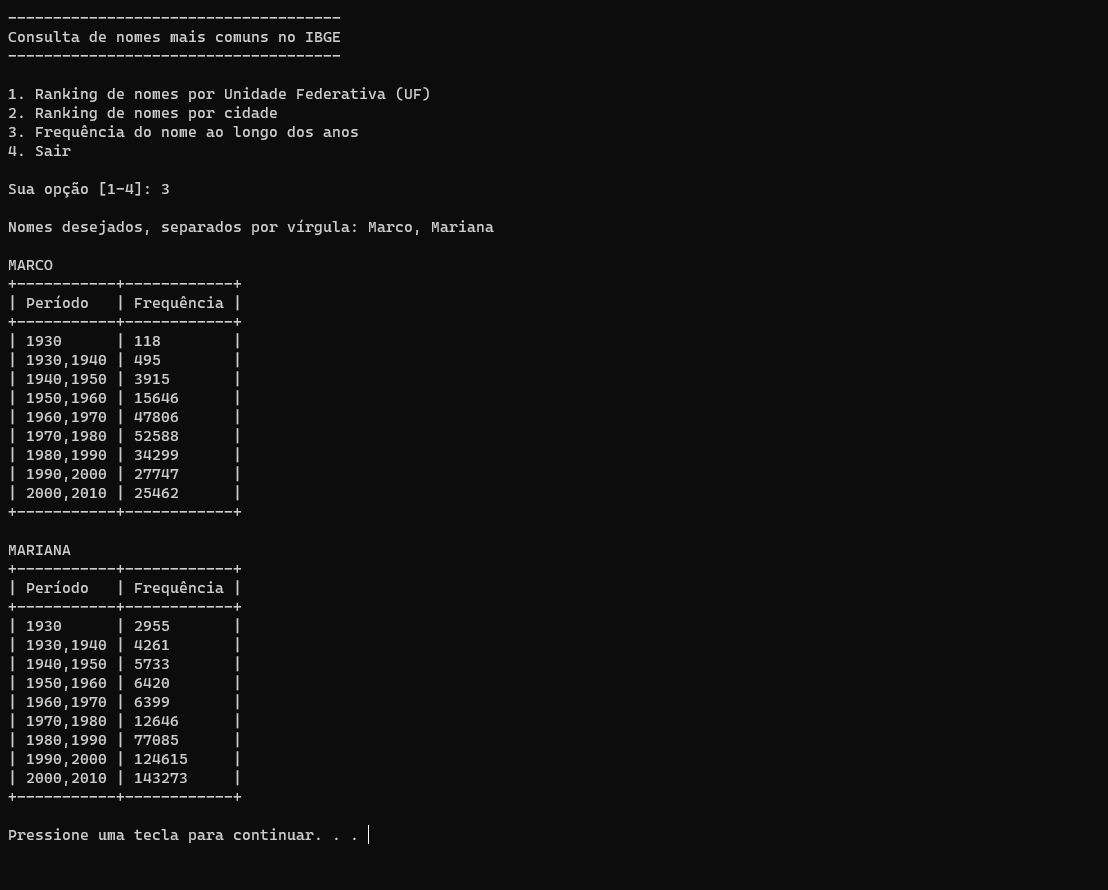 -------------------------------------
Consulta de nomes mais comuns no IBGE
-------------------------------------
1. Ranking de nomes por Unidade Federativa (UF)
2. Ranking de nomes por cidade
3. Frequência do nome ao longo dos anos
4. Sair
Sua opção [1-4]: 3
Nomes desejados, separados por vírgula: Marco, Mariana
MARCO
+-----------+------------+
| Período   | Frequência |
+-----------+------------+
| 1930      | 118        |
| 1930,1940 | 495        |
| 1940,1950 | 3915       |
| 1950,1960 | 15646      |
| 1960,1970 | 47806      |
| 1970,1980 | 52588      |
| 1980,1990 | 34299      |
| 1990,2000 | 27747      |
| 2000,2010 | 25462      |
+-----------+------------+
MARIANA
+-----------+------------+
| Período   | Frequência |
+-----------+------------+
| 1930      | 2955       |
| 1930,1940 | 4261       |
| 1940,1950 | 5733       |
| 1950,1960 | 6420       |
| 1960,1970 | 6399       |
| 1970,1980 | 12646      |
| 1980,1990 | 77085      |
| 1990,2000 | 124615     |
| 2000,2010 | 143273     |
+-----------+------------+
Pressione uma tecla para continuar. . .